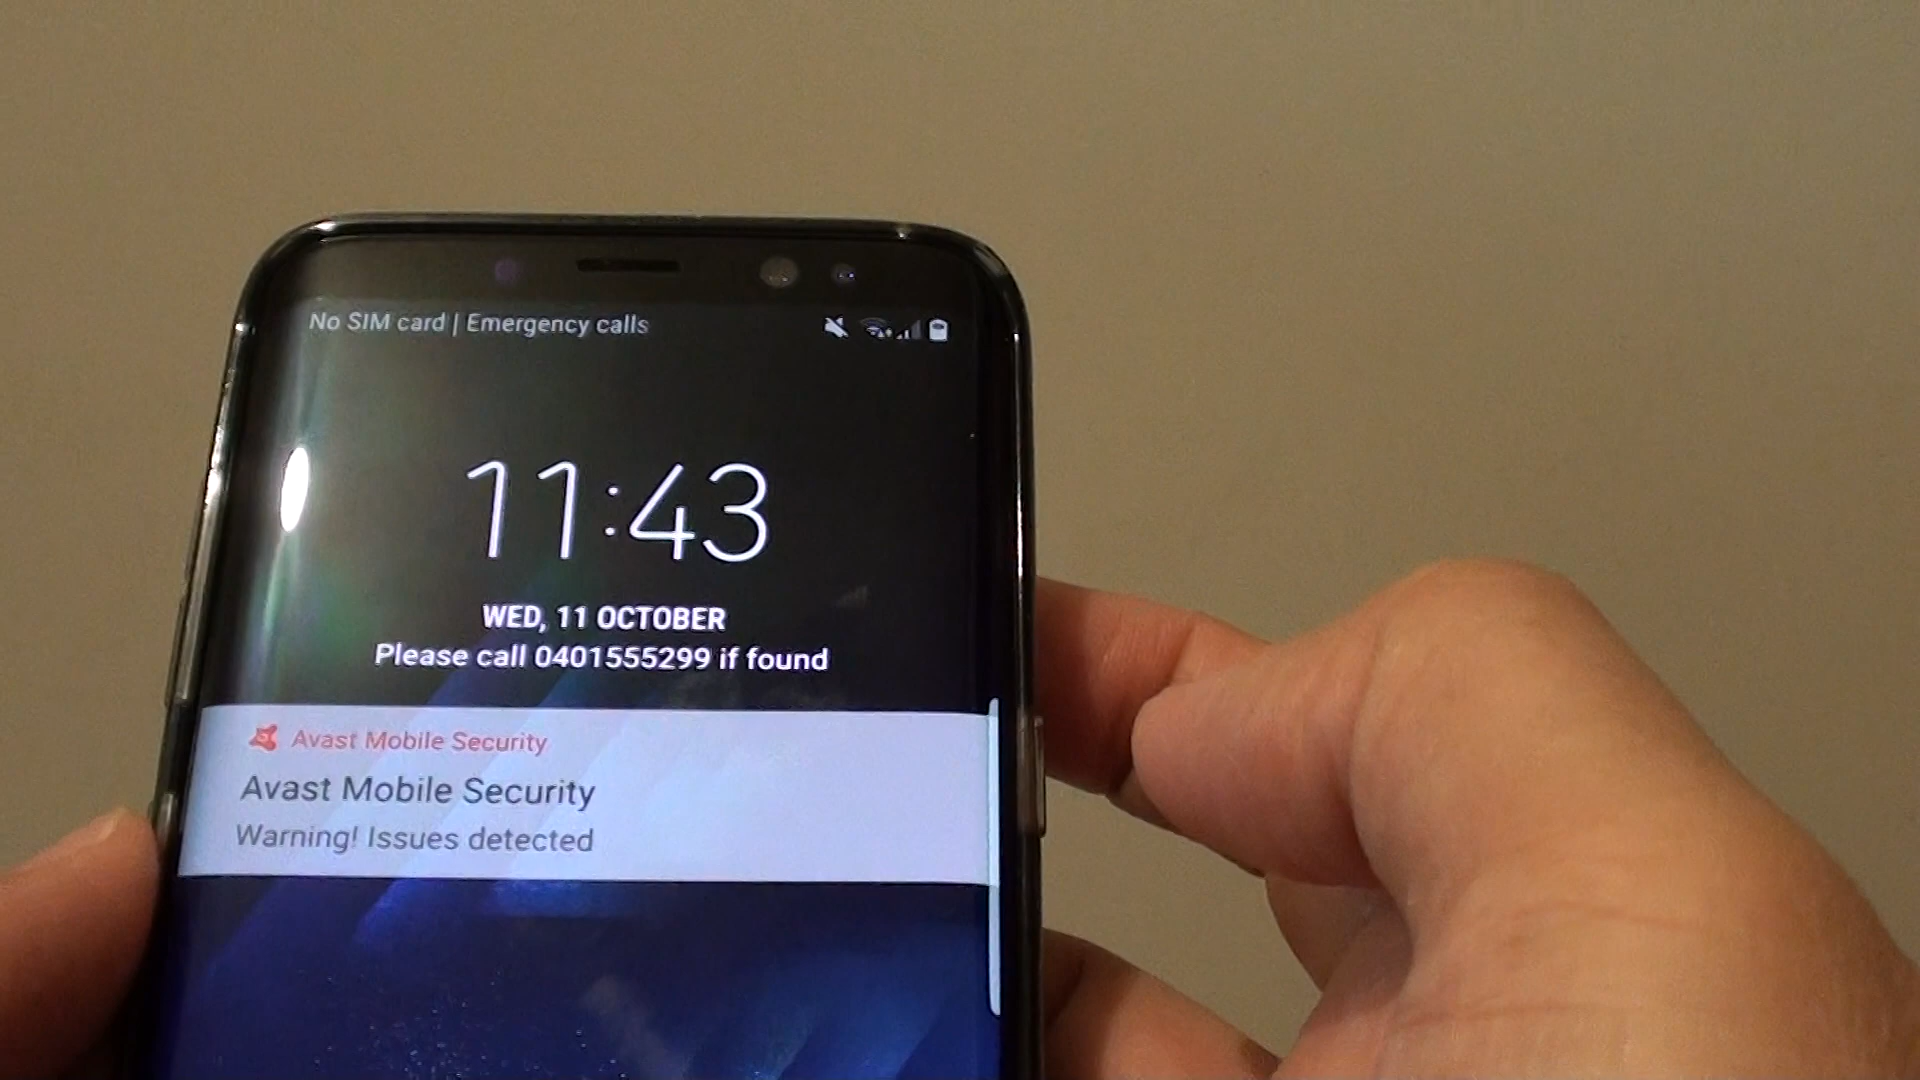 No SIM card | Emergency calls
11:43
WED, 11 OCTOBER
Please call 0401555299 if found
Avast Mobile Security
Avast Mobile Security
Warning! Issues detected